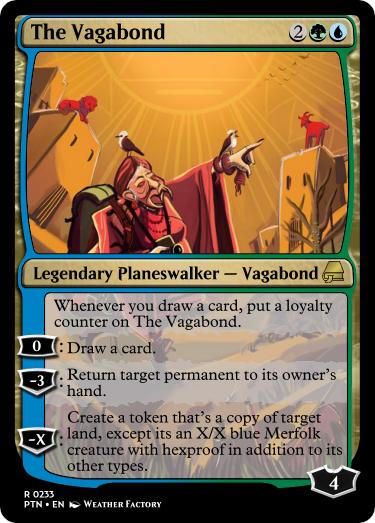 The Vagabond 2
Legendary Planeswalker — Vagabond
Whenever you draw a card, put a loyalty
counter on The Vagabond.
0 : Draw a card.
-3 : Return target permanent to its owner's
hand.
Create a token that's a copy of target
land, except its an X/X blue Merfolk
-X : creature with hexproof in addition to its
other types.
4
R 0233
PTN • EN Weather Factory